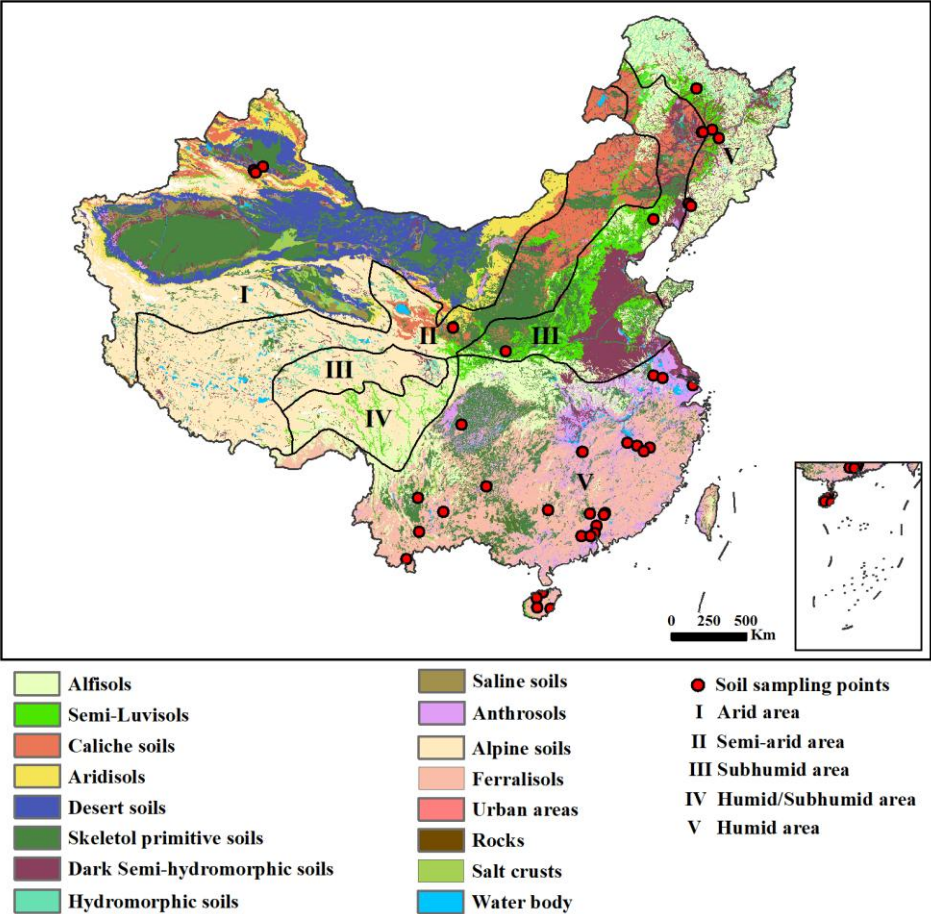 V
I
II
III
III
IV
V
0 250 500
Km
Alfisols
Semi-Luvisols
Caliche soils
Aridisols
Desert soils
Skeletol primitive soils
Dark Semi-hydromorphic soils
Hydromorphic soils
Saline soils
Anthrosols
Alpine soils
Ferralisols
Urban areas
Rocks
Salt crusts
Water body
Soil sampling points
I Arid area
II Semi-arid area
III Subhumid area
IV Humid/Subhumid area
V Humid area